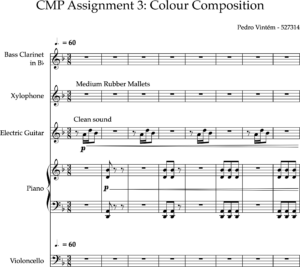 CMP Assignment 3: Colour Composition
Pedro Vintém - 527314
♩. = 60
Bass Clarinet
in B♭
Medium Rubber Mallets
Xylophone
Clean sound
Electric Guitar
p
p
Piano
♩. = 60
Violoncello